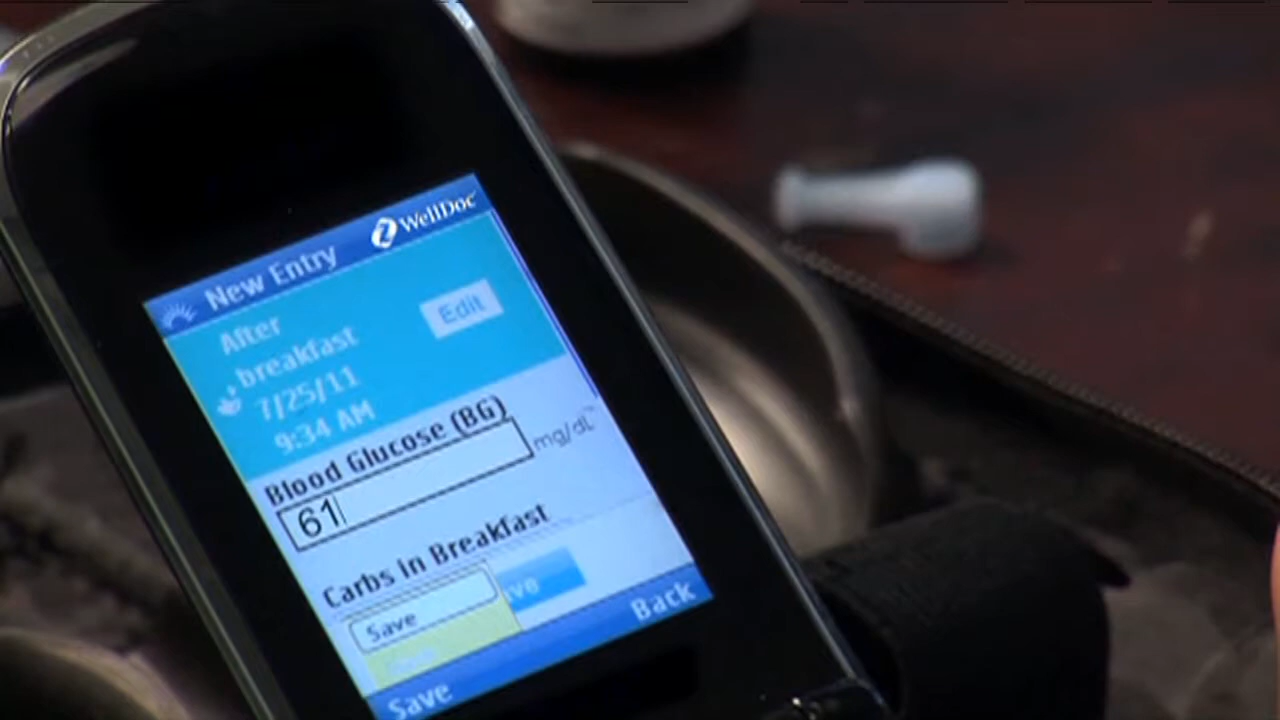 WellDoc
New Entry
After
breakfast
7/25/11
9:34 AM
Edit
Blood Glucose (BG)
61
mg/dL
Carbs in Breakfast
Save
Save
Back